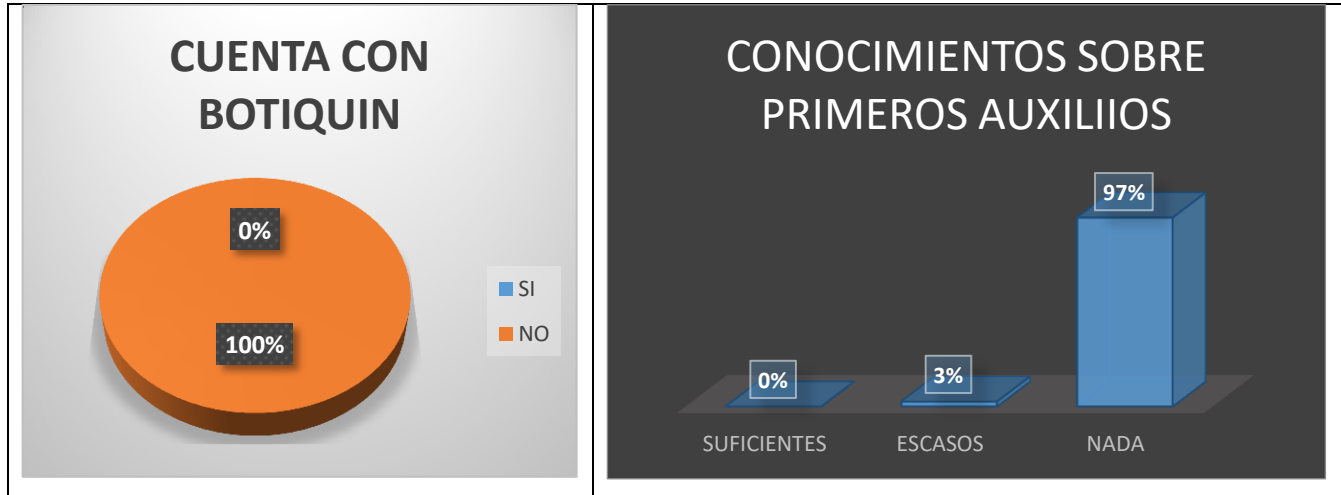 CUENTA CON
BOTIQUIN
0%
100%
SI
NO
CONOCIMIENTOS SOBRE
PRIMEROS AUXILIIOS
0%
3%
97%
SUFICIENTES
ESCASOS
NADA